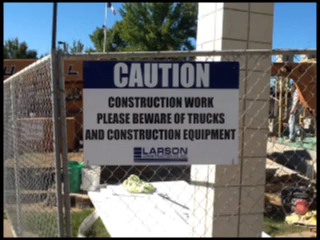 CAUTION
CONSTRUCTION WORK
PLEASE BEWARE OF TRUCKS
AND CONSTRUCTION EQUIPMENT
LARSON